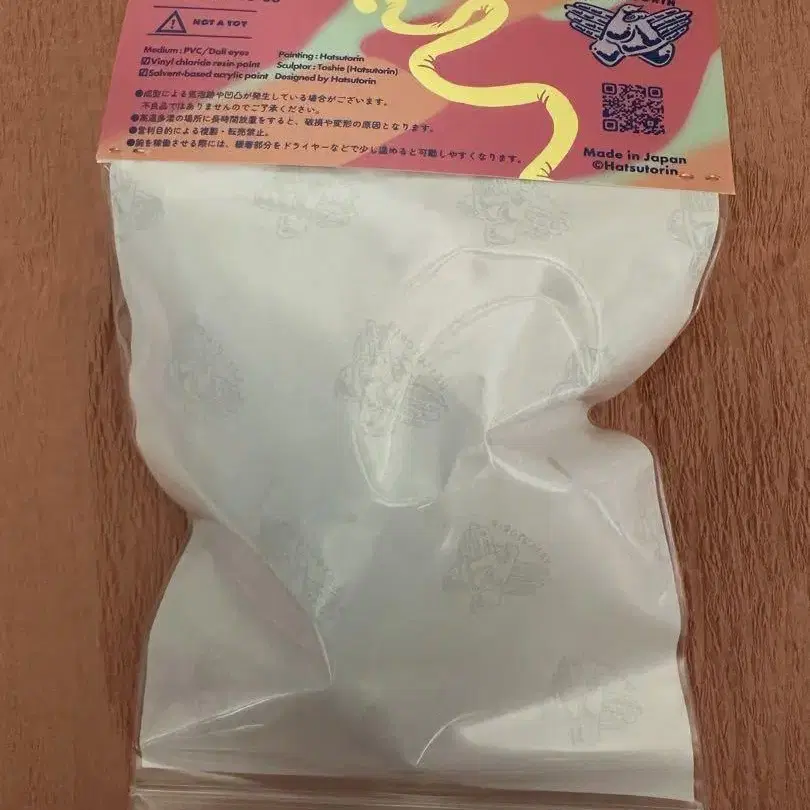 NOT A TOY
Medium : PVC/Doll eyes
☑Vinyl chloride resin paint
☑Solvent-based acrylic paint
Painting : Hatsutorin
Sculptor : Toshie (Hatsutorin)
Designed by Hatsutorin
●成型による気泡跡や凹凸が発生している場合がございます。
不良品ではありませんのでご了承ください。
●高温多湿の場所に長時間放置をすると、破損や変形の原因となります。
●営利目的による複製・転売禁止。
●腕を稼働させる際には、接着部分をドライヤーなどで少し温めると可動しやすくなります。
Made in Japan
©Hatsutorin